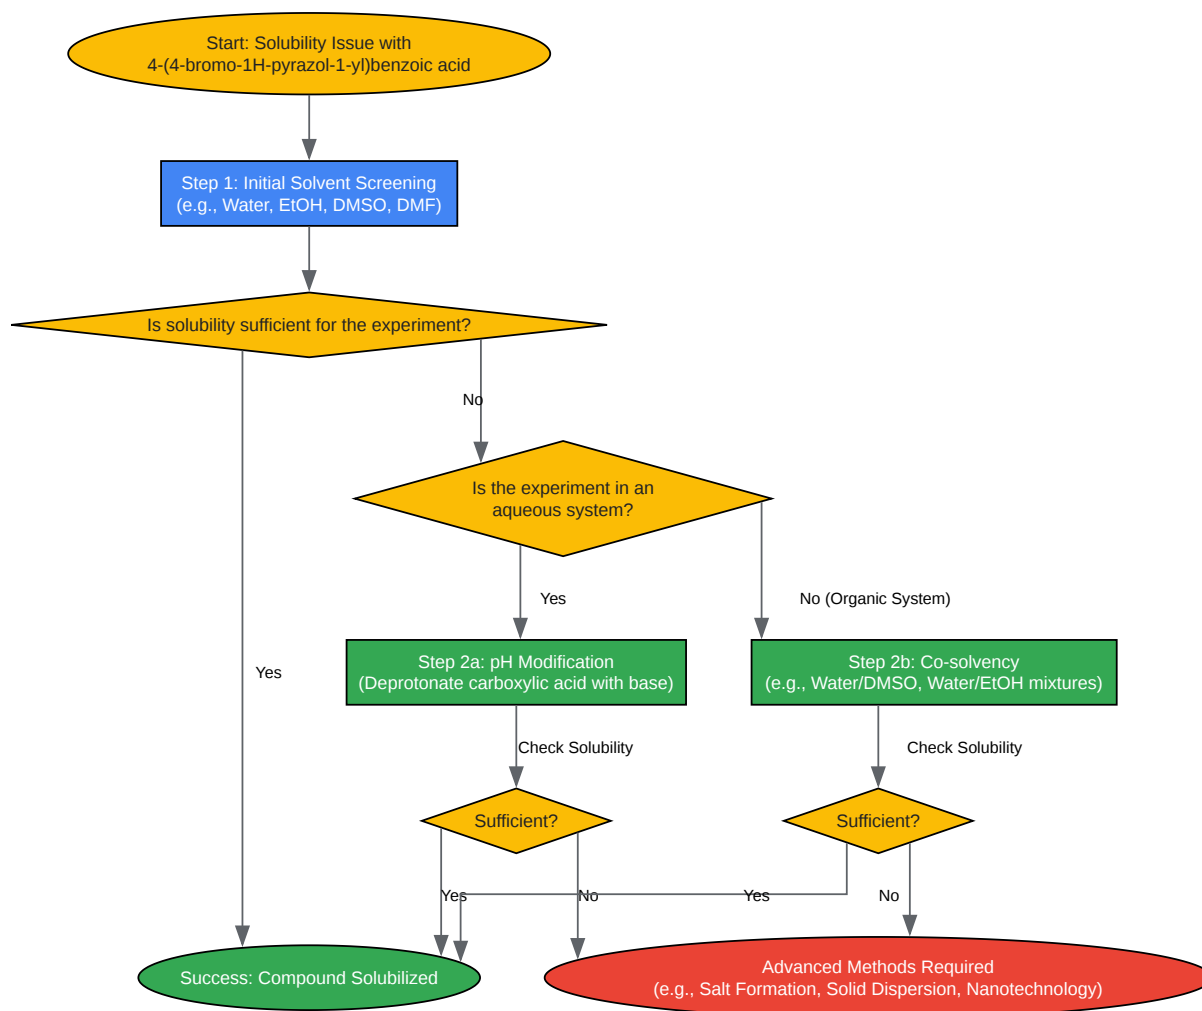 Start: Solubility Issue with
4-(4-bromo-1H-pyrazol-1-yl)benzoic acid
Step 1: Initial Solvent Screening
(e.g., Water, EtOH, DMSO, DMF)
Is solubility sufficient for the experiment?
No
Is the experiment in an
aqueous system?
Yes
No (Organic System)
Yes
Step 2a: pH Modification
(Deprotonate carboxylic acid with base)
Step 2b: Co-solvency
(e.g., Water/DMSO, Water/EtOH mixtures)
Check Solubility
Check Solubility
Sufficient?
Sufficient?
Yes
No
Yes
No
Success: Compound Solubilized
Advanced Methods Required
(e.g., Salt Formation, Solid Dispersion, Nanotechnology)